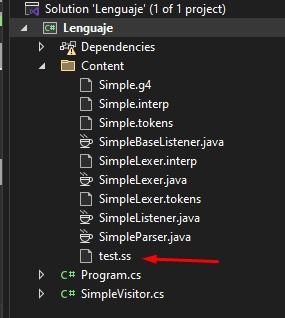 Solution 'Lenguaje' (1 of 1 project)
C# Lenguaje
Dependencies
Content
Simple.g4
Simple.interp
Simple.tokens
SimpleBaseListener.java
SimpleLexer.interp
SimpleLexer.java
SimpleLexer.tokens
SimpleListener.java
SimpleParser.java
test.ss
C# Program.cs
C# SimpleVisitor.cs